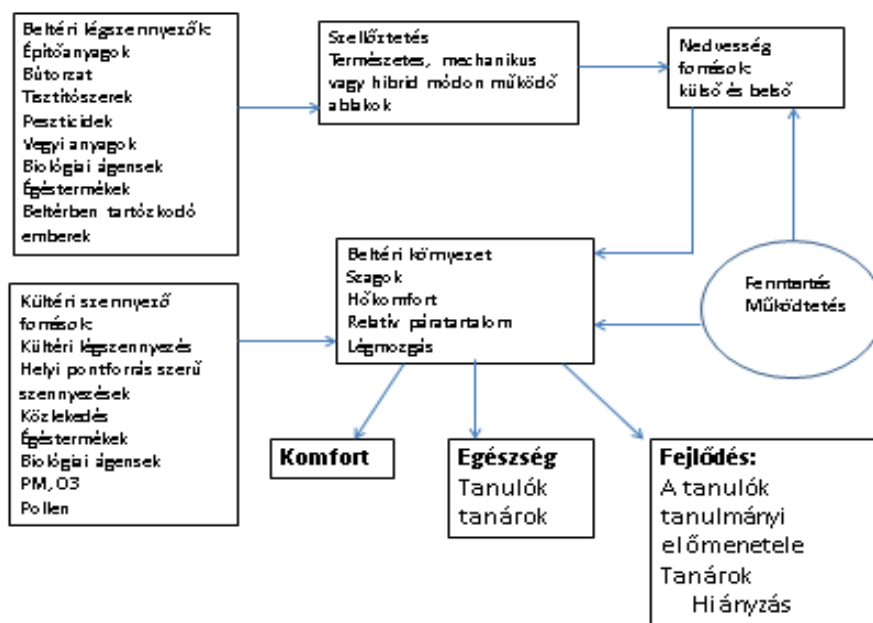 Beltéri légszennyezők:
Építőanyagok
Bútorzat
Tisztítószerek
Peszticidek
Vegyi anyagok
Biológiai ágensek
Égéstermékek
Beltérben tartózkodó
emberek
Szellőztetés
Természetes, mechanikus
vagy hibrid módon működő
ablakok
Nedvesség
források:
külső és belső
Beltéri környezet
Szagok
Hőkomfort
Relatív páratartalom
Légmozgás
Fenntartás
Működtetés
Kültéri szennyező
források:
Kültéri légszennyezés
Helyi pontforrás szerű
szennyezések
Közlekedés
Égéstermékek
Biológiai ágensek
PM, O3
Pollen
Komfort
Egészség
Tanulók
tanárok
Fejlődés:
A tanulók
tanulmányi
előmenetele
Tanárok
Hiányzás